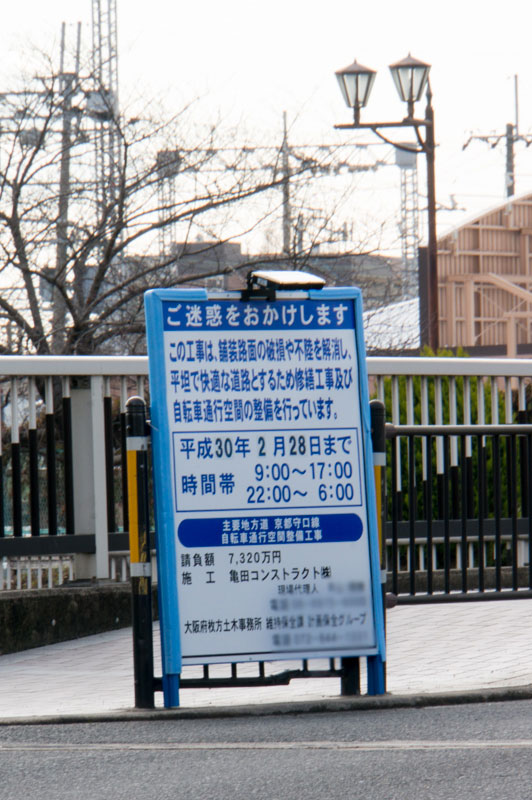 ご迷惑をおかけします
この工事は、舗装路面の破損や不陸を解消し、
平坦で快適な道路とするため修繕工事及び
自転車通行空間の整備を行っています。
平成30年 2月28日まで
時間帯 9:00～17:00
22:00～ 6:00
主要地方道 京都守口線
自転車通行空間整備工事
請負額 7,320万円
施工 亀田コンストラクト㈱
現場代理人
大阪府枚方土木事務所 維持保全課 計画保全グループ